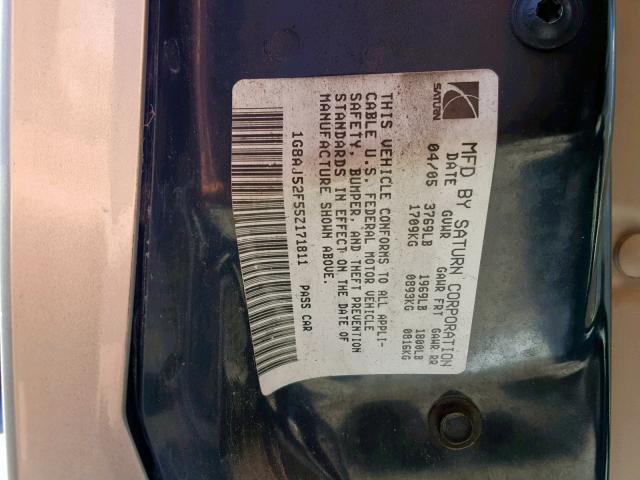 SATURN
MFD BY SATURN CORPORATION
DATE GVWR GAWR FRT GAWR RR
04/05 3769LB 1969LB 1800LB
1709KG 0893KG 0816KG
THIS VEHICLE CONFORMS TO ALL APPLI-
CABLE U.S. FEDERAL MOTOR VEHICLE
SAFETY, BUMPER, AND THEFT PREVENTION
STANDARDS IN EFFECT ON THE DATE OF
MANUFACTURE SHOWN ABOVE.
1G8AJ52F55Z171811 PASS CAR